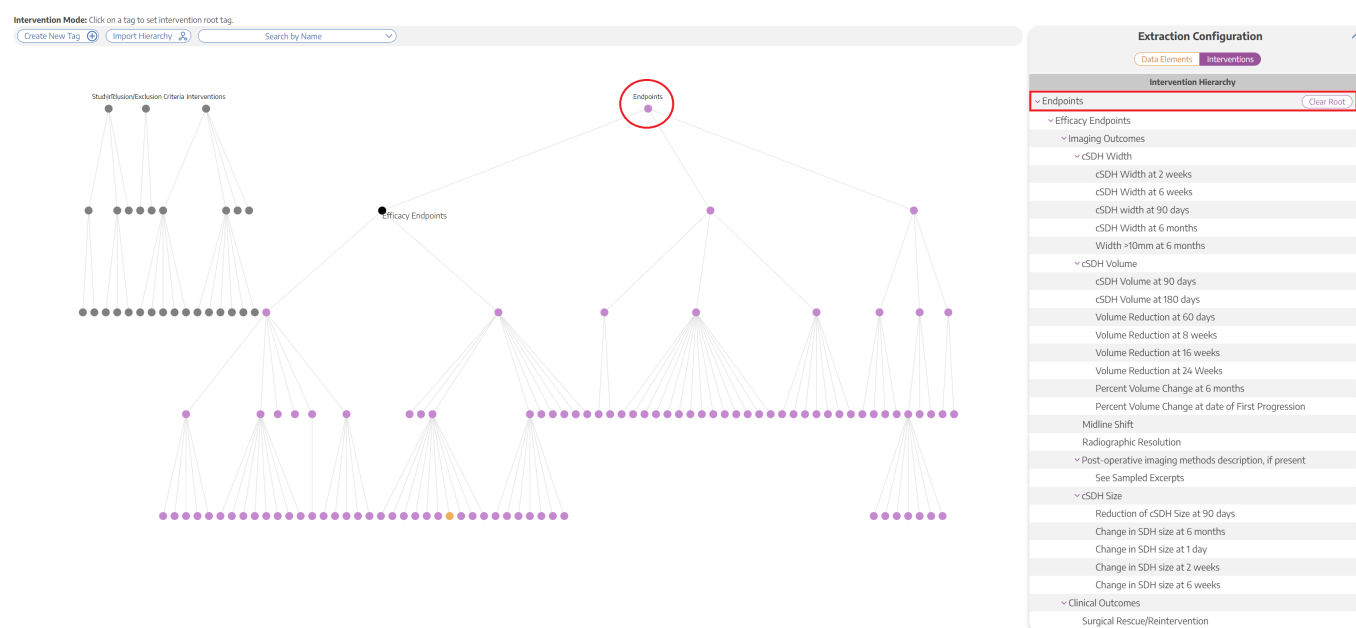 Intervention Mode: Click on a tag to set intervention root tag.
Create New Tag
Import Hierarchy
Search by Name
Inclusion/Exclusion Criteria
Interventions
Endpoints
Efficacy Endpoints
Extraction Configuration
Data Elements
Interventions
Intervention Hierarchy
Endpoints
Clear Root
Efficacy Endpoints
Imaging Outcomes
cSDH Width
cSDH Width at 2 weeks
cSDH Width at 6 weeks
cSDH width at 90 days
cSDH Width at 6 months
Width >10mm at 6 months
cSDH Volume
cSDH Volume at 90 days
cSDH Volume at 180 days
Volume Reduction at 60 days
Volume Reduction at 8 weeks
Volume Reduction at 16 weeks
Volume Reduction at 24 Weeks
Percent Volume Change at 6 months
Percent Volume Change at date of First Progression
Midline Shift
Radiographic Resolution
Post-operative imaging methods description, if present
See Sampled Excerpts
cSDH Size
Reduction of cSDH Size at 90 days
Change in SDH size at 6 months
Change in SDH size at 1 day
Change in SDH size at 2 weeks
Change in SDH size at 6 weeks
Clinical Outcomes
Surgical Rescue/Reintervention